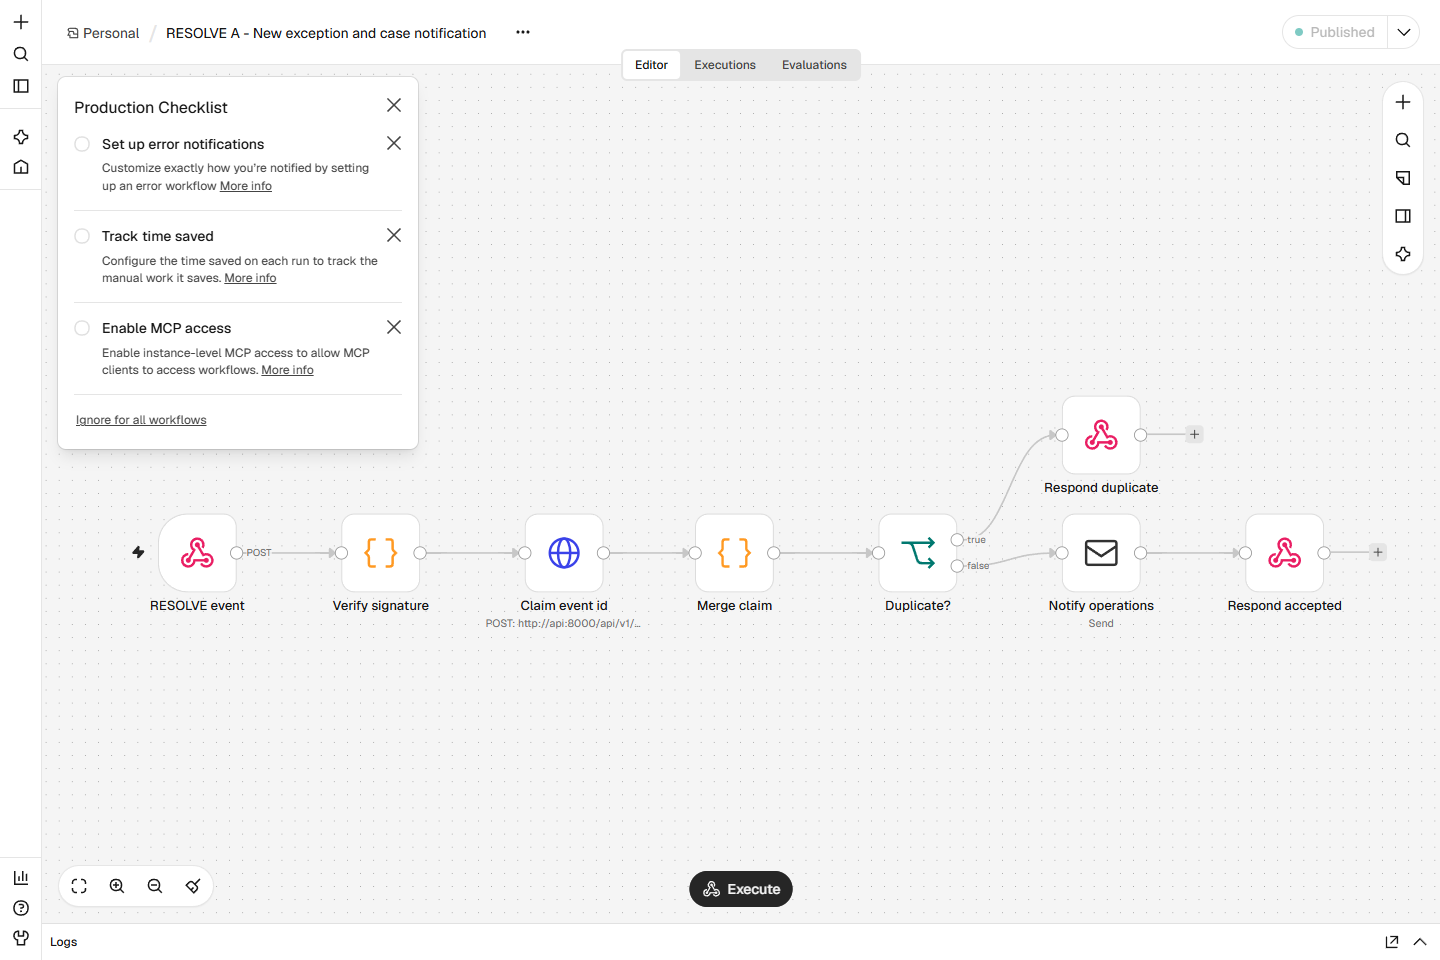 Personal / RESOLVE A - New exception and case notification
Published
Editor Executions Evaluations
Production Checklist
Set up error notifications
Customize exactly how you're notified by setting
up an error workflow More info
Track time saved
Configure the time saved on each run to track the
manual work it saves. More info
Enable MCP access
Enable instance-level MCP access to allow MCP
clients to access workflows. More info
Ignore for all workflows
Respond duplicate
POST
true
false
RESOLVE event
Verify signature
Claim event id
POST: http://api:8000/api/v1/...
Merge claim
Duplicate?
Notify operations
Send
Respond accepted
Execute
Logs